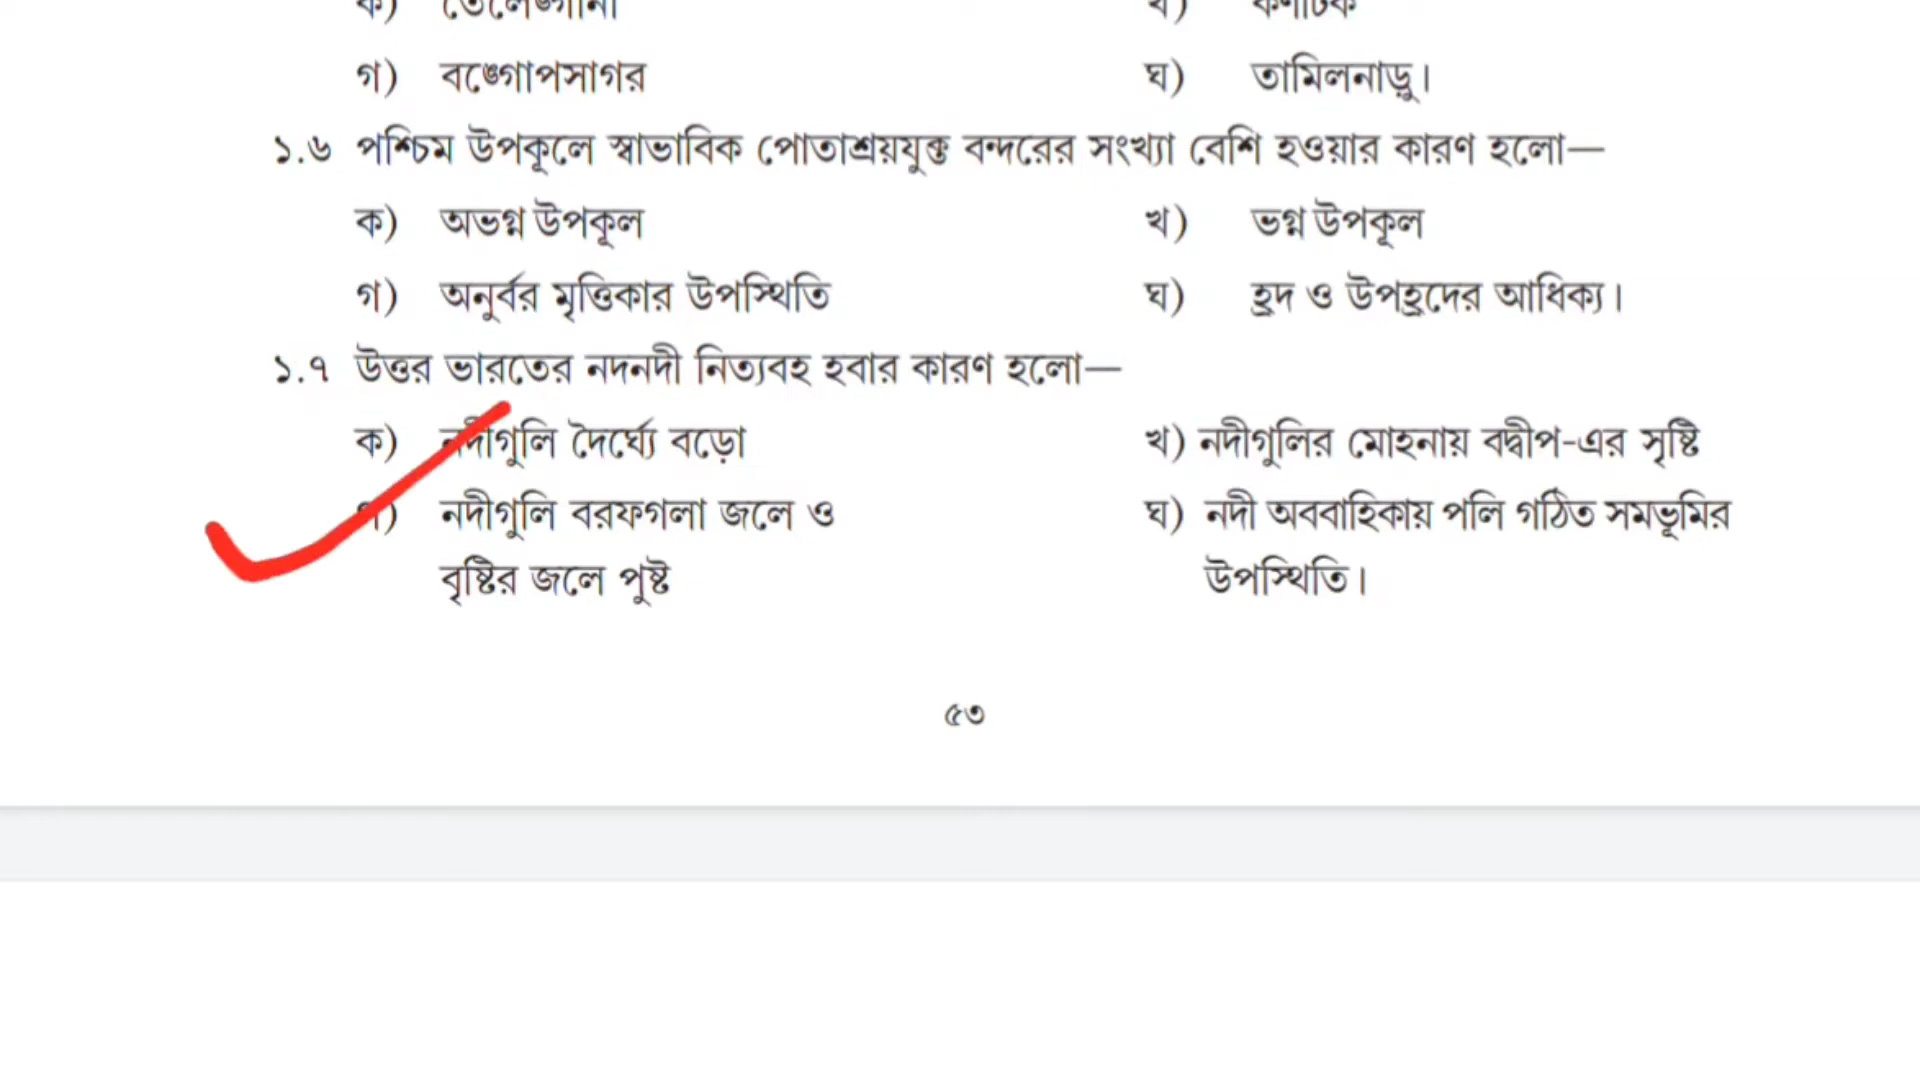 ক) তেলেঙ্গানা খ) কর্ণাটক
গ) বঙ্গোপসাগর ঘ) তামিলনাড়ু।
১.৬ পশ্চিম উপকূলে স্বাভাবিক পোতাশ্রয়যুক্ত বন্দরের সংখ্যা বেশি হওয়ার কারণ হলো—
ক) অভগ্ন উপকূল খ) ভগ্ন উপকূল
গ) অনুর্বর মৃত্তিকার উপস্থিতি ঘ) হ্রদ ও উপহ্রদের আধিক্য।
১.৭ উত্তর ভারতের নদনদী নিত্যবহ হবার কারণ হলো—
ক) নদীগুলি দৈর্ঘ্যে বড়ো খ) নদীগুলির মোহনায় বদ্বীপ-এর সৃষ্টি
গ) নদীগুলি বরফগলা জলে ও ঘ) নদী অববাহিকায় পলি গঠিত সমভূমির
বৃষ্টির জলে পুষ্ট উপস্থিতি।
৫৩